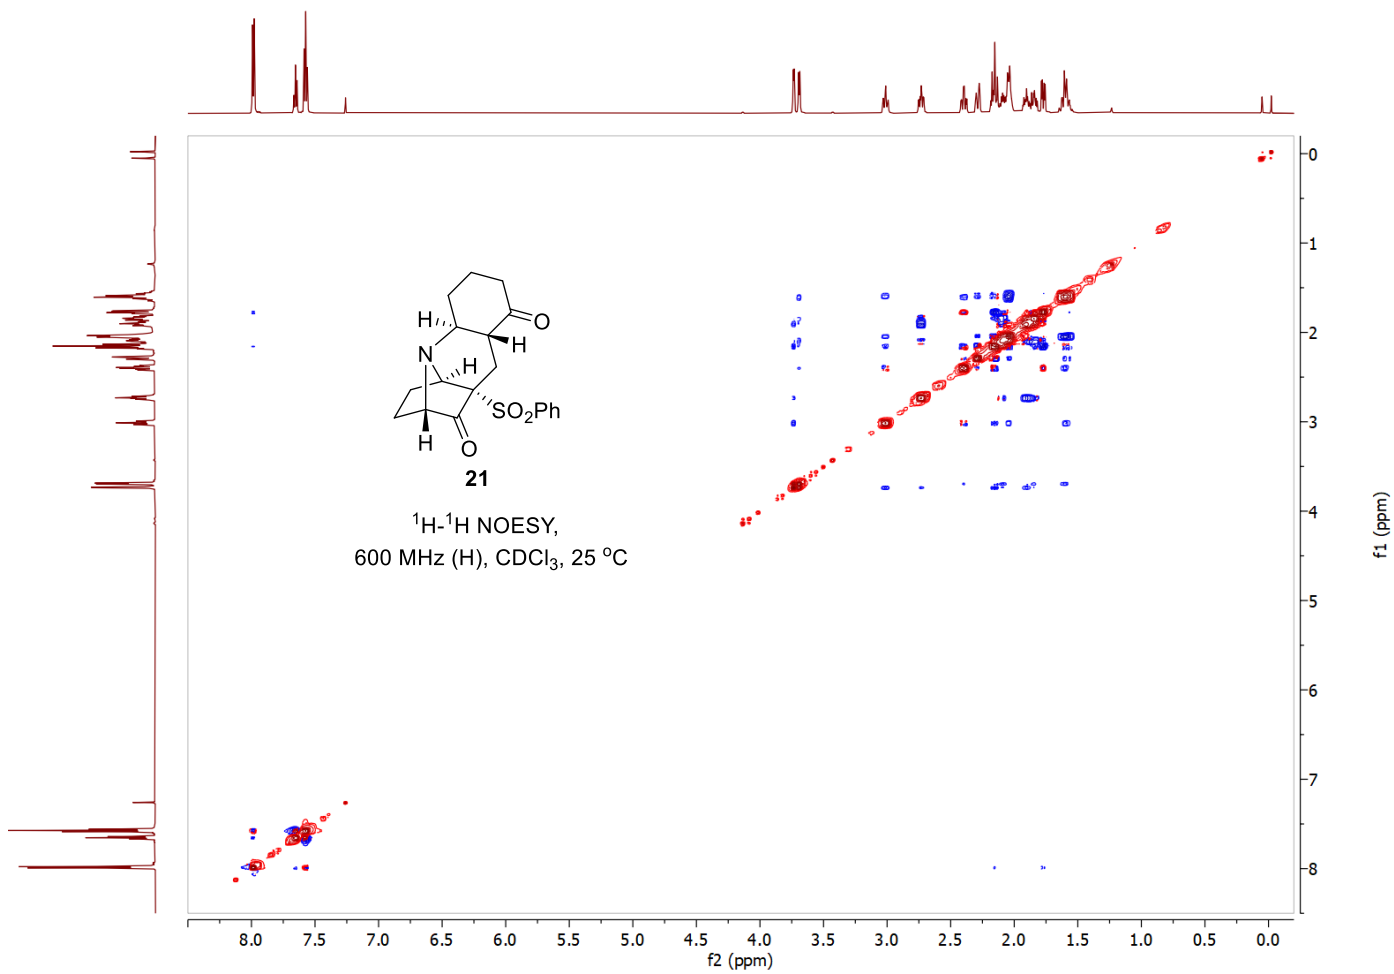 0
1
2
3
4
5
6
7
8
f1 (ppm)
H
O
H
N
H
SO2Ph
H
O
21
1H-1H NOESY,
600 MHz (H), CDCl3, 25 oC
8.0 7.5 7.0 6.5 6.0 5.5 5.0 4.5 4.0 3.5 3.0 2.5 2.0 1.5 1.0 0.5 0.0
f2 (ppm)